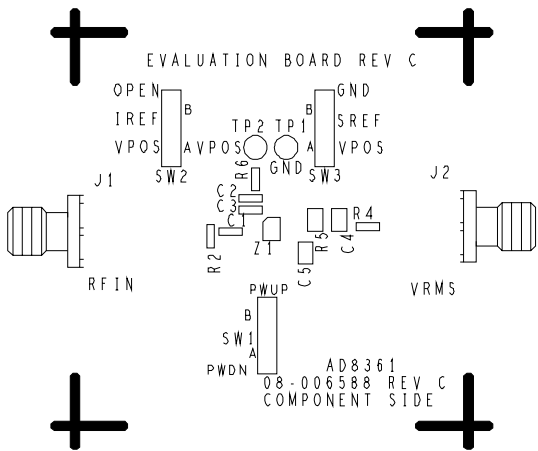 EVALUATION BOARD REV C
OPEN
GND
B
B
IREF
SREF
TP2 TP1
VPOS
A
VPOS
A
VPOS
GND
SW2
SW3
R6
J1
J2
C2
C3
C1
R4
R2
Z1
R5
C4
C5
RFIN
VRMS
PWUP
B
SW1
A
PWDN
AD8361
08-006588 REV C
COMPONENT SIDE